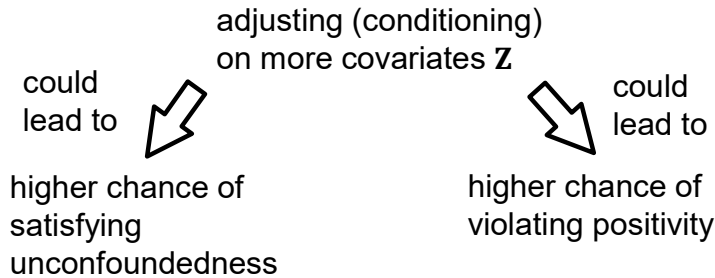 adjusting (conditioning)
on more covariates Z
could
lead to
could
lead to
higher chance of
satisfying
unconfoundedness
higher chance of
violating positivity